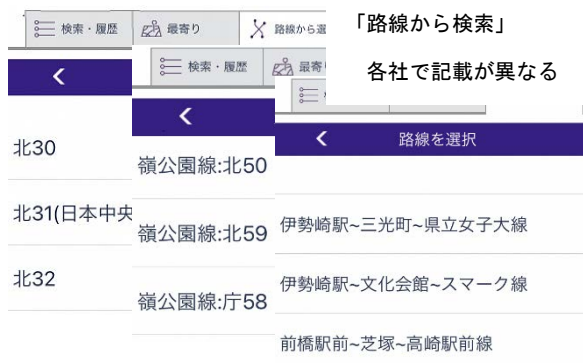 検索・履歴
最寄り
路線から選
「路線から検索」
各社で記載が異なる
検索・履歴
最寄
北30
北31(日本中央
北32
嶺公園線:北50
嶺公園線:北59
嶺公園線:庁58
路線を選択
伊勢崎駅~三光町~県立女子大線
伊勢崎駅~文化会館~スマーク線
前橋駅前~芝塚~高崎駅前線